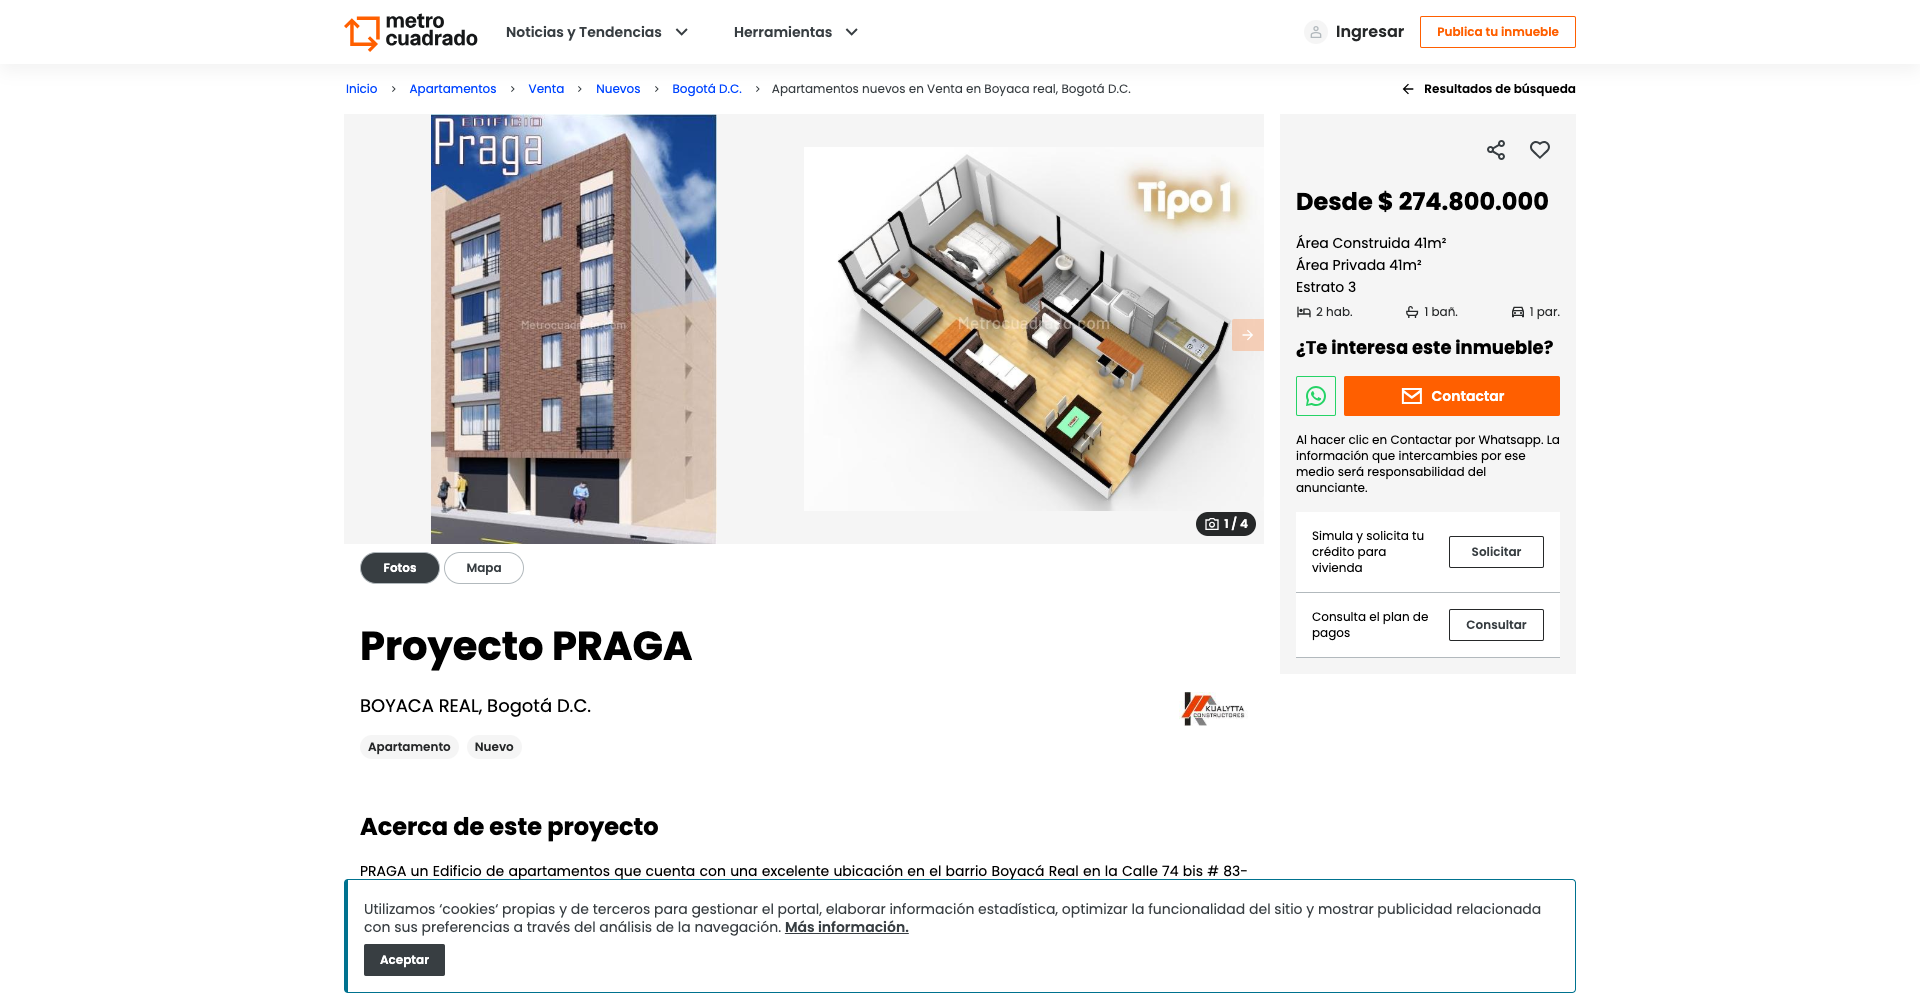 metro
cuadrado
Noticias y Tendencias
Herramientas
Ingresar
Publica tu inmueble
Inicio > Apartamentos > Venta > Nuevos > Bogotá D.C. > Apartamentos nuevos en Venta en Boyaca real, Bogotá D.C.
Resultados de búsqueda
EDIFICIO
Praga
Metrocuadrado.com
Tipo 1
Metrocuadrado.com
1 / 4
Fotos
Mapa
Desde $ 274.800.000
Área Construida 41m²
Área Privada 41m²
Estrato 3
2 hab.
1 bañ.
1 par.
¿Te interesa este inmueble?
Contactar
Al hacer clic en Contactar por Whatsapp. La
información que intercambies por ese
medio será responsabilidad del
anunciante.
Simula y solicita tu
crédito para
vivienda
Solicitar
Consulta el plan de
pagos
Consultar
Proyecto PRAGA
BOYACA REAL, Bogotá D.C.
KUALYTTA
CONSTRUCTORES
Apartamento
Nuevo
Acerca de este proyecto
PRAGA un Edificio de apartamentos que cuenta con una excelente ubicación en el barrio Boyacá Real en la Calle 74 bis # 83-
Utilizamos ‘cookies‘ propias y de terceros para gestionar el portal, elaborar información estadística, optimizar la funcionalidad del sitio y mostrar publicidad relacionada
con sus preferencias a través del análisis de la navegación. Más información.
Aceptar